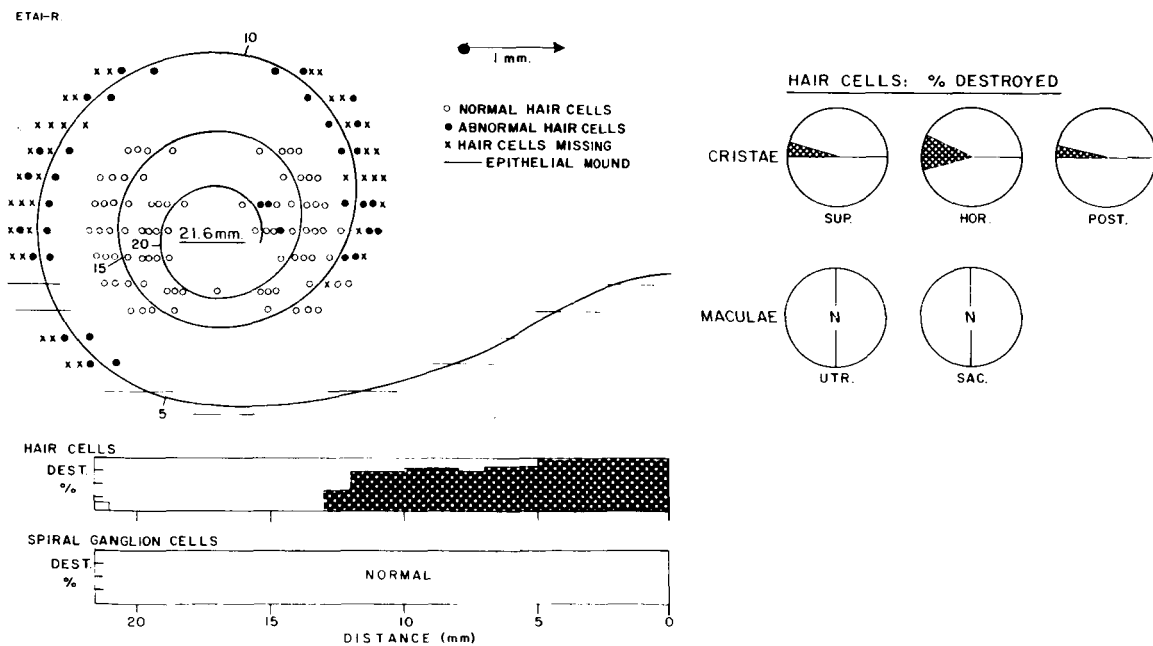 ETAI-R.
10
1 mm.
○ NORMAL HAIR CELLS
● ABNORMAL HAIR CELLS
x HAIR CELLS MISSING
— EPITHELIAL MOUND
21.6mm.
20
15
5
HAIR CELLS: % DESTROYED
CRISTAE
SUP. HOR. POST.
MACULAE
N N
UTR. SAC.
HAIR CELLS
DEST.
%
20 15 10 5 0
SPIRAL GANGLION CELLS
DEST.
%
NORMAL
20 15 10 5 0
DISTANCE (mm)